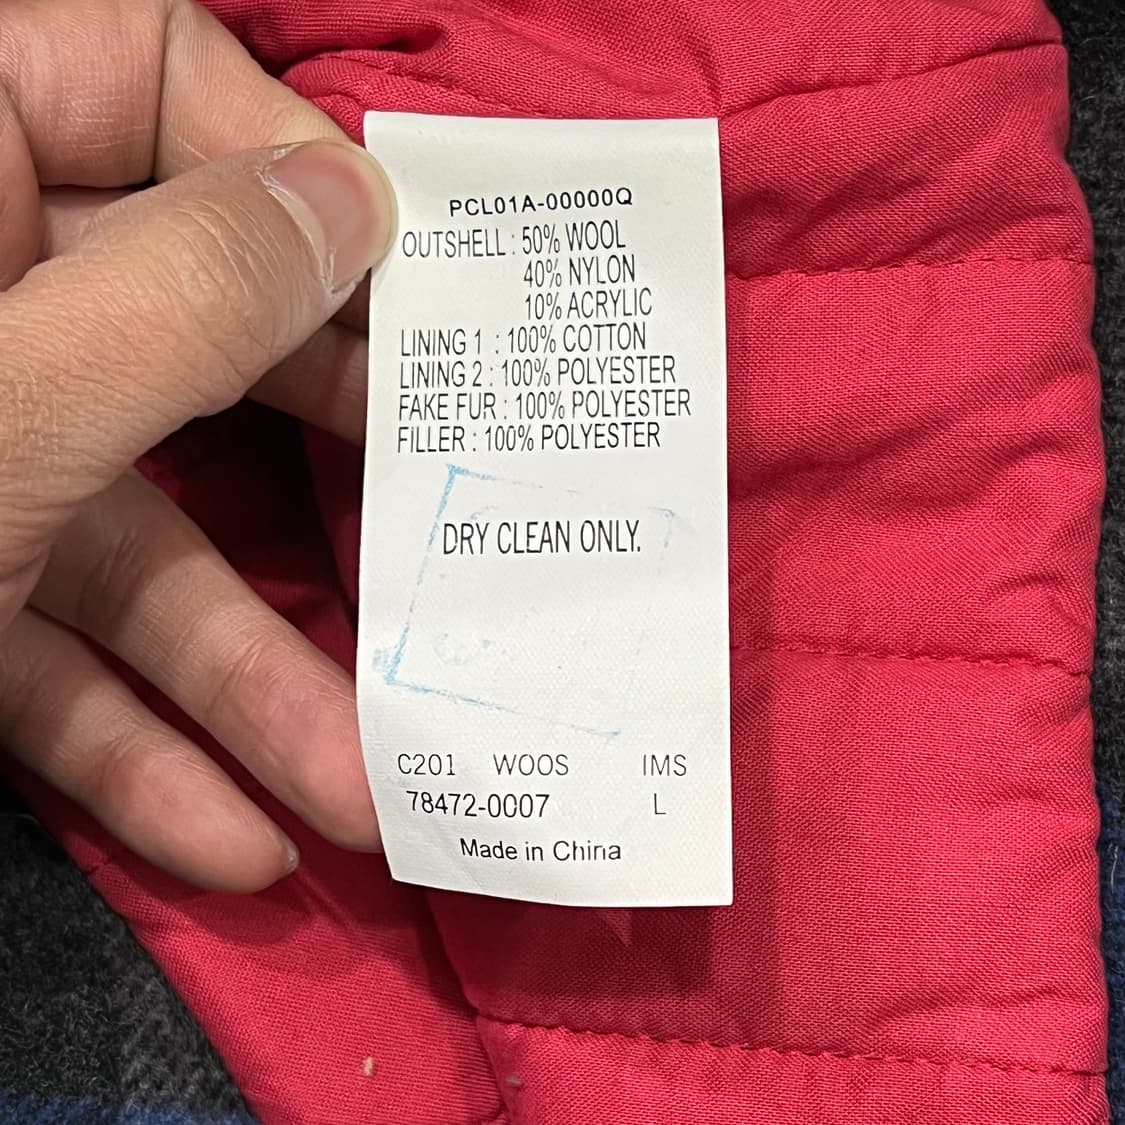 PCL01A-00000Q
OUTSHELL : 50% WOOL
40% NYLON
10% ACRYLIC
LINING 1 : 100% COTTON
LINING 2 : 100% POLYESTER
FAKE FUR : 100% POLYESTER
FILLER : 100% POLYESTER
DRY CLEAN ONLY.
C201 WOOS IMS
78472-0007 L
Made in China